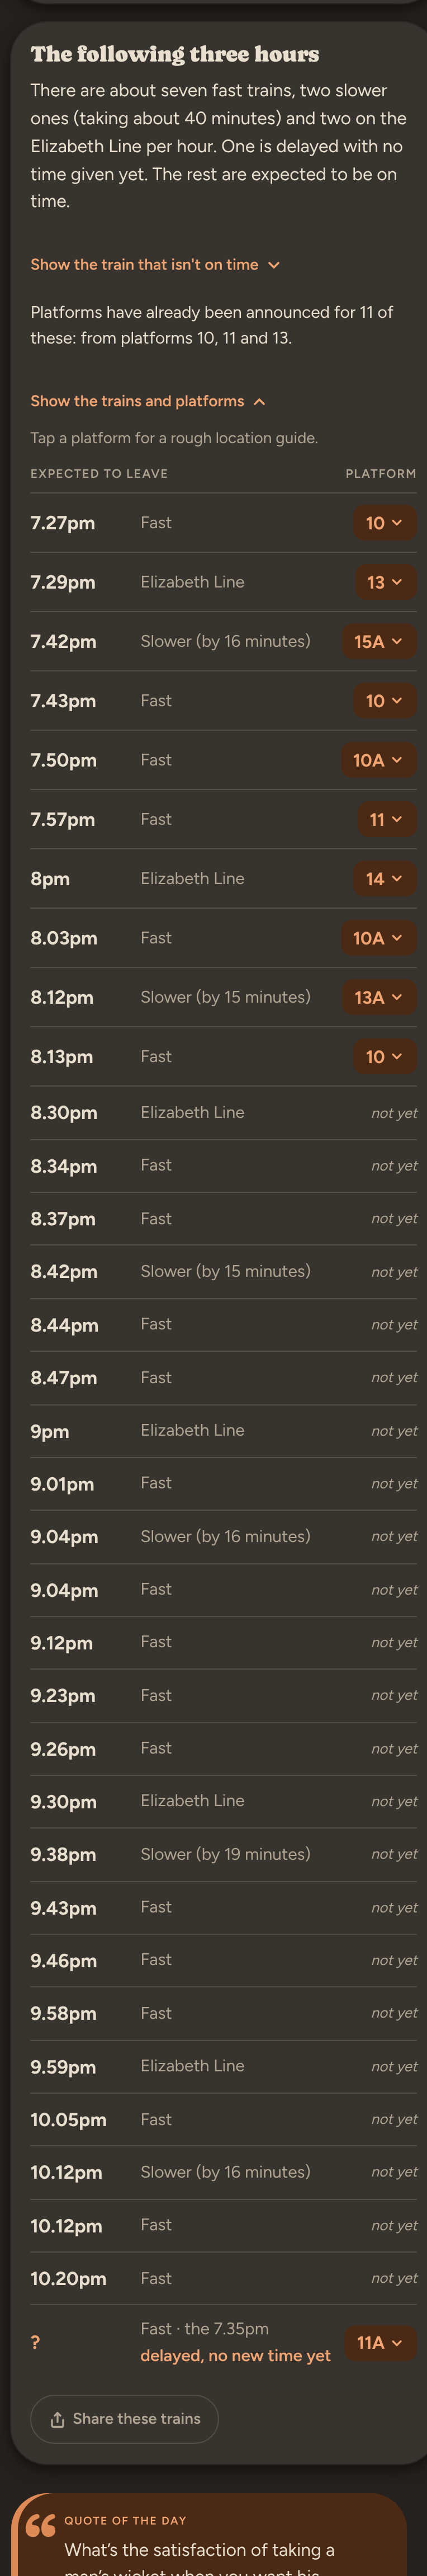 The following three hours
There are about seven fast trains, two slower
ones (taking about 40 minutes) and two on the
Elizabeth Line per hour. One is delayed with no
time given yet. The rest are expected to be on
time.
Show the train that isn't on time
Platforms have already been announced for 11 of
these: from platforms 10, 11 and 13.
Show the trains and platforms
Tap a platform for a rough location guide.
EXPECTED TO LEAVE PLATFORM
7.27pm Fast 10
7.29pm Elizabeth Line 13
7.42pm Slower (by 16 minutes) 15A
7.43pm Fast 10
7.50pm Fast 10A
7.57pm Fast 11
8pm Elizabeth Line 14
8.03pm Fast 10A
8.12pm Slower (by 15 minutes) 13A
8.13pm Fast 10
8.30pm Elizabeth Line not yet
8.34pm Fast not yet
8.37pm Fast not yet
8.42pm Slower (by 15 minutes) not yet
8.44pm Fast not yet
8.47pm Fast not yet
9pm Elizabeth Line not yet
9.01pm Fast not yet
9.04pm Slower (by 16 minutes) not yet
9.04pm Fast not yet
9.12pm Fast not yet
9.23pm Fast not yet
9.26pm Fast not yet
9.30pm Elizabeth Line not yet
9.38pm Slower (by 19 minutes) not yet
9.43pm Fast not yet
9.46pm Fast not yet
9.58pm Fast not yet
9.59pm Elizabeth Line not yet
10.05pm Fast not yet
10.12pm Slower (by 16 minutes) not yet
10.12pm Fast not yet
10.20pm Fast not yet
? Fast · the 7.35pm
delayed, no new time yet 11A
Share these trains
QUOTE OF THE DAY
What's the satisfaction of taking a